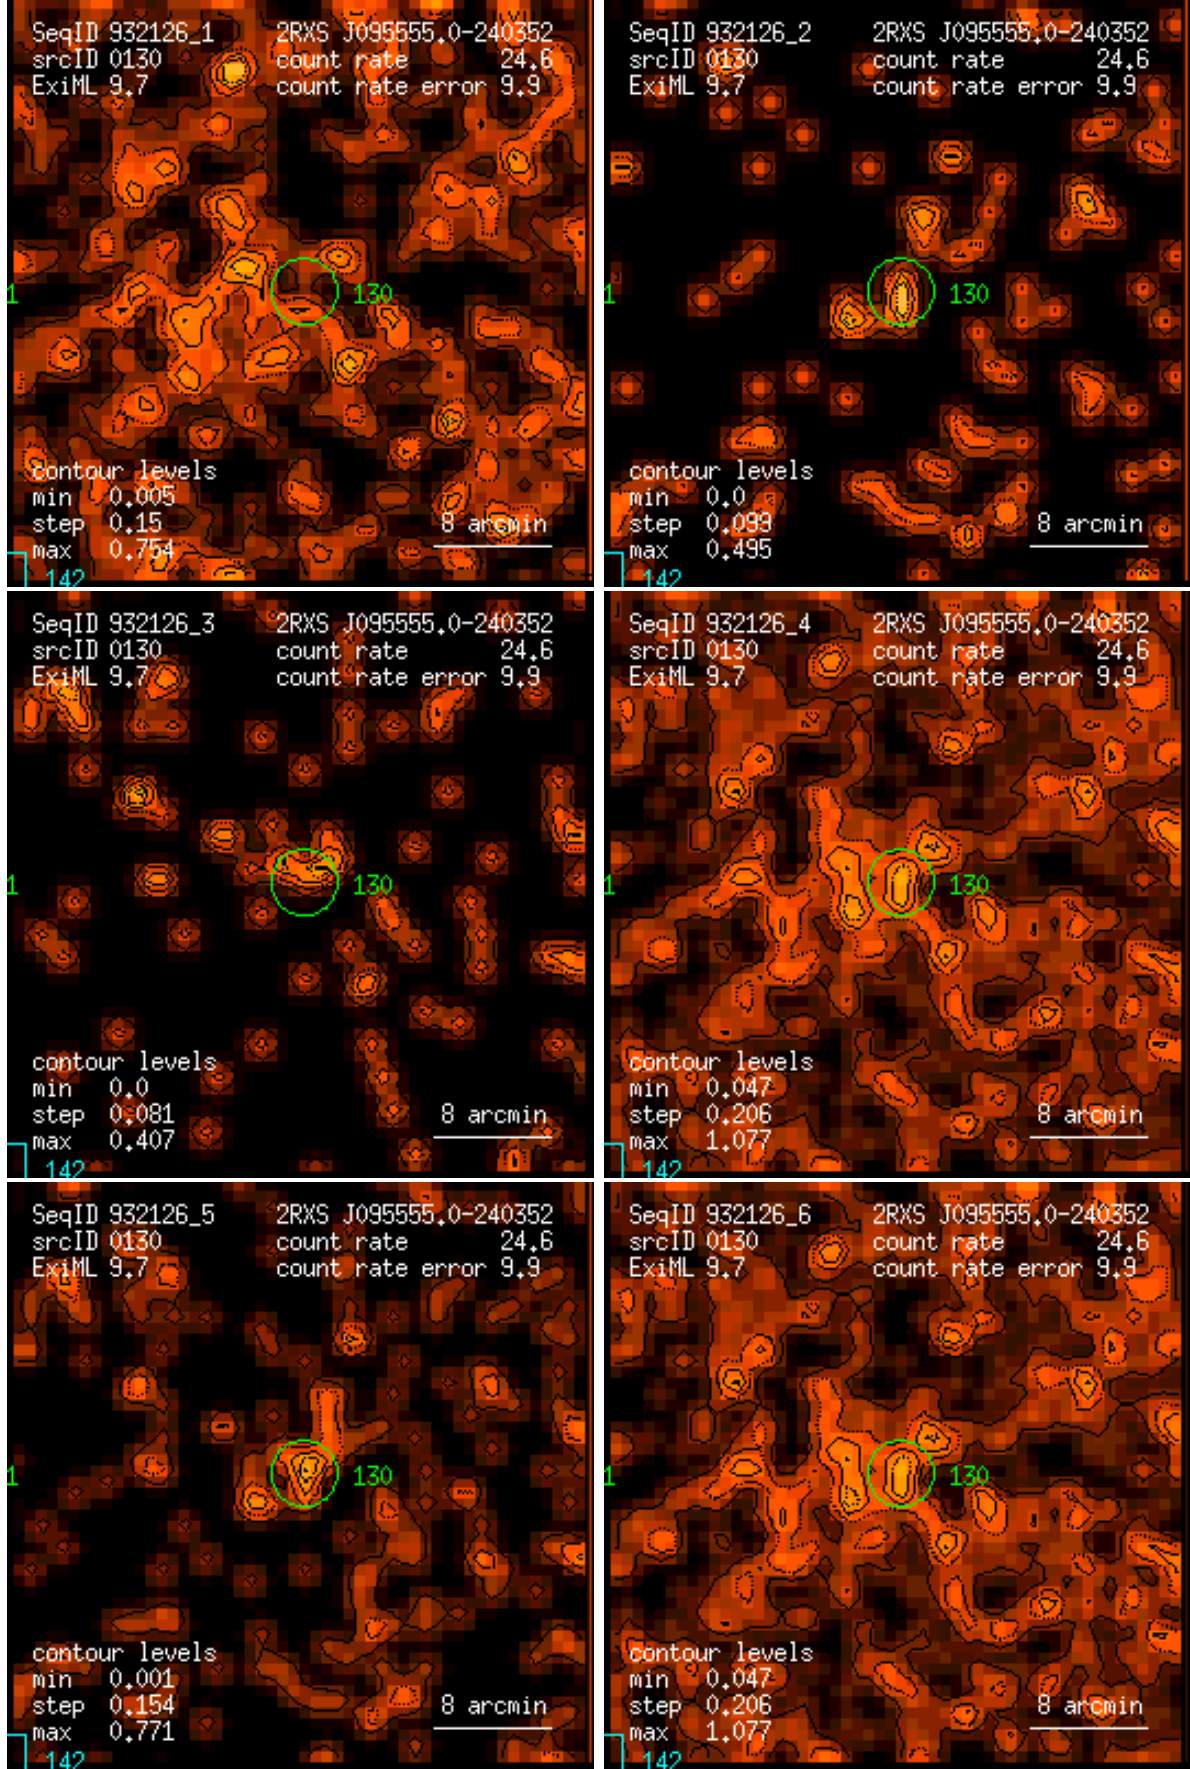 SeqID 932126_1 2RXS J095555.0-240352
srcID 0130 count rate 24.6
ExiML 9.7 count rate error 9.9
1 130
contour levels
min 0.005
step 0.15 8 arcmin
max 0.754
142
SeqID 932126_2 2RXS J095555.0-240352
srcID 0130 count rate 24.6
ExiML 9.7 count rate error 9.9
1 130
contour levels
min 0.0
step 0.099 8 arcmin
max 0.495
142
SeqID 932126_3 2RXS J095555.0-240352
srcID 0130 count rate 24.6
ExiML 9.7 count rate error 9.9
1 130
contour levels
min 0.0
step 0.081 8 arcmin
max 0.407
142
SeqID 932126_4 2RXS J095555.0-240352
srcID 0130 count rate 24.6
ExiML 9.7 count rate error 9.9
1 130
contour levels
min 0.047
step 0.206 8 arcmin
max 1.077
142
SeqID 932126_5 2RXS J095555.0-240352
srcID 0130 count rate 24.6
ExiML 9.7 count rate error 9.9
1 130
contour levels
min 0.001
step 0.154 8 arcmin
max 0.771
142
SeqID 932126_6 2RXS J095555.0-240352
srcID 0130 count rate 24.6
ExiML 9.7 count rate error 9.9
1 130
contour levels
min 0.047
step 0.206 8 arcmin
max 1.077
142